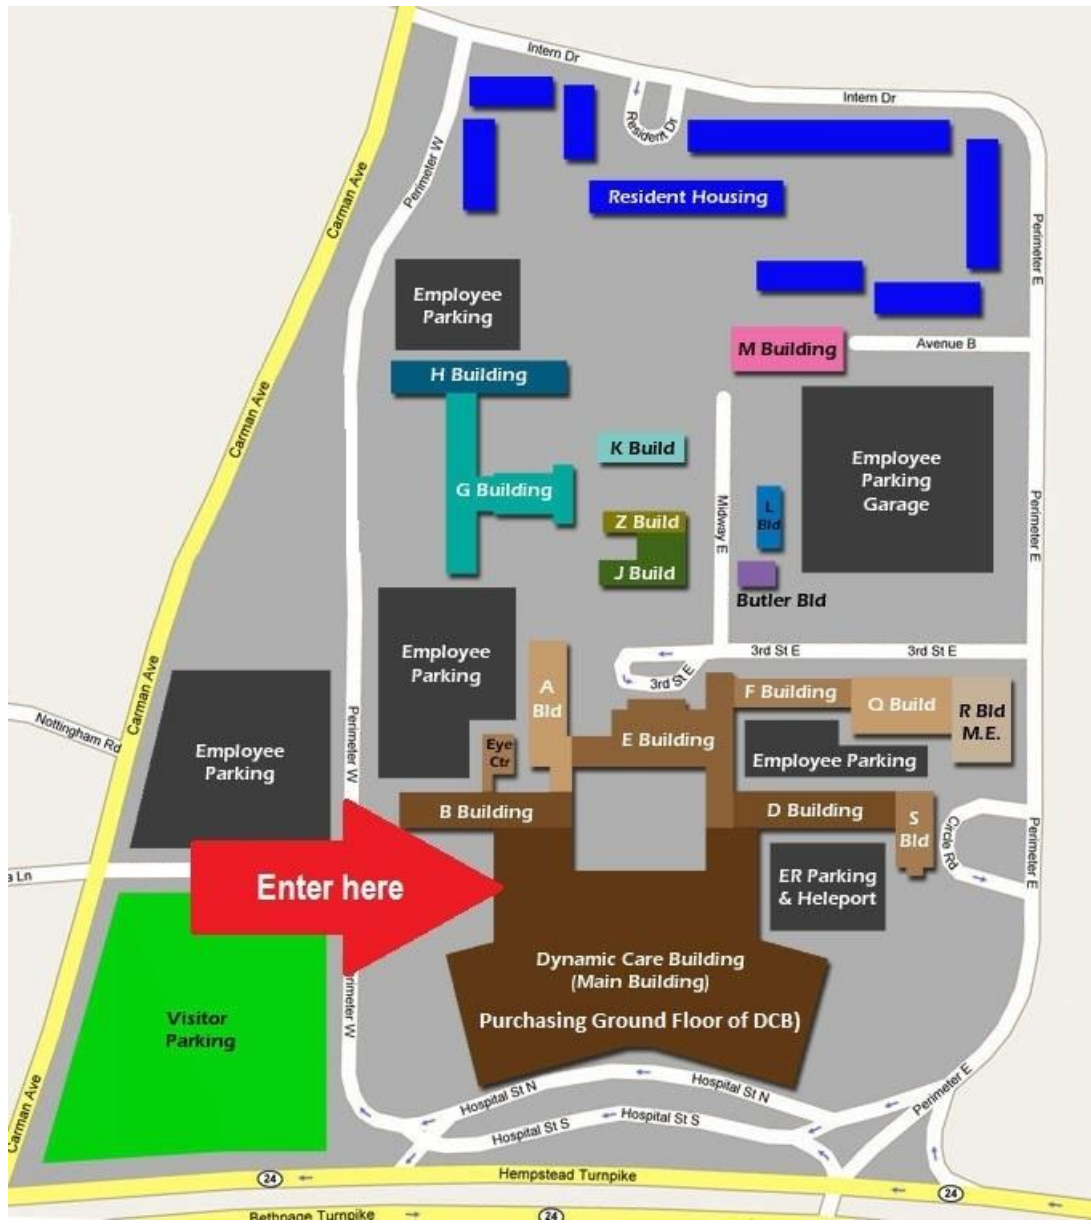 Intern Dr
Intern Dr
Resident Dr
Perimeter W
Carman Ave
Resident Housing
Perimeter E
Employee
Parking
M Building
Avenue B
H Building
Carman Ave
K Build
Employee
Parking
Garage
G Building
L
Bld
Z Build
Midway E
Perimeter E
J Build
Butler Bld
Employee
Parking
3rd St E
3rd St E
3rd St E
A
Bld
F Building
Q Build
R Bld
M.E.
Carman Ave
Nottingham Rd
Perimeter W
Employee
Parking
Eye
Ctr
E Building
Employee Parking
B Building
D Building
S
Bld
Circle Rd
Perimeter E
a Ln
Enter here
ER Parking
& Heleport
Dynamic Care Building
(Main Building)
Purchasing Ground Floor of DCB)
Visitor
Parking
rimeter W
Hospital St N
Hospital St N
Hospital St S
Hospital St S
Perimeter E
Carman Ave
24
Hempstead Turnpike
24
Bethpage Turnpike
24